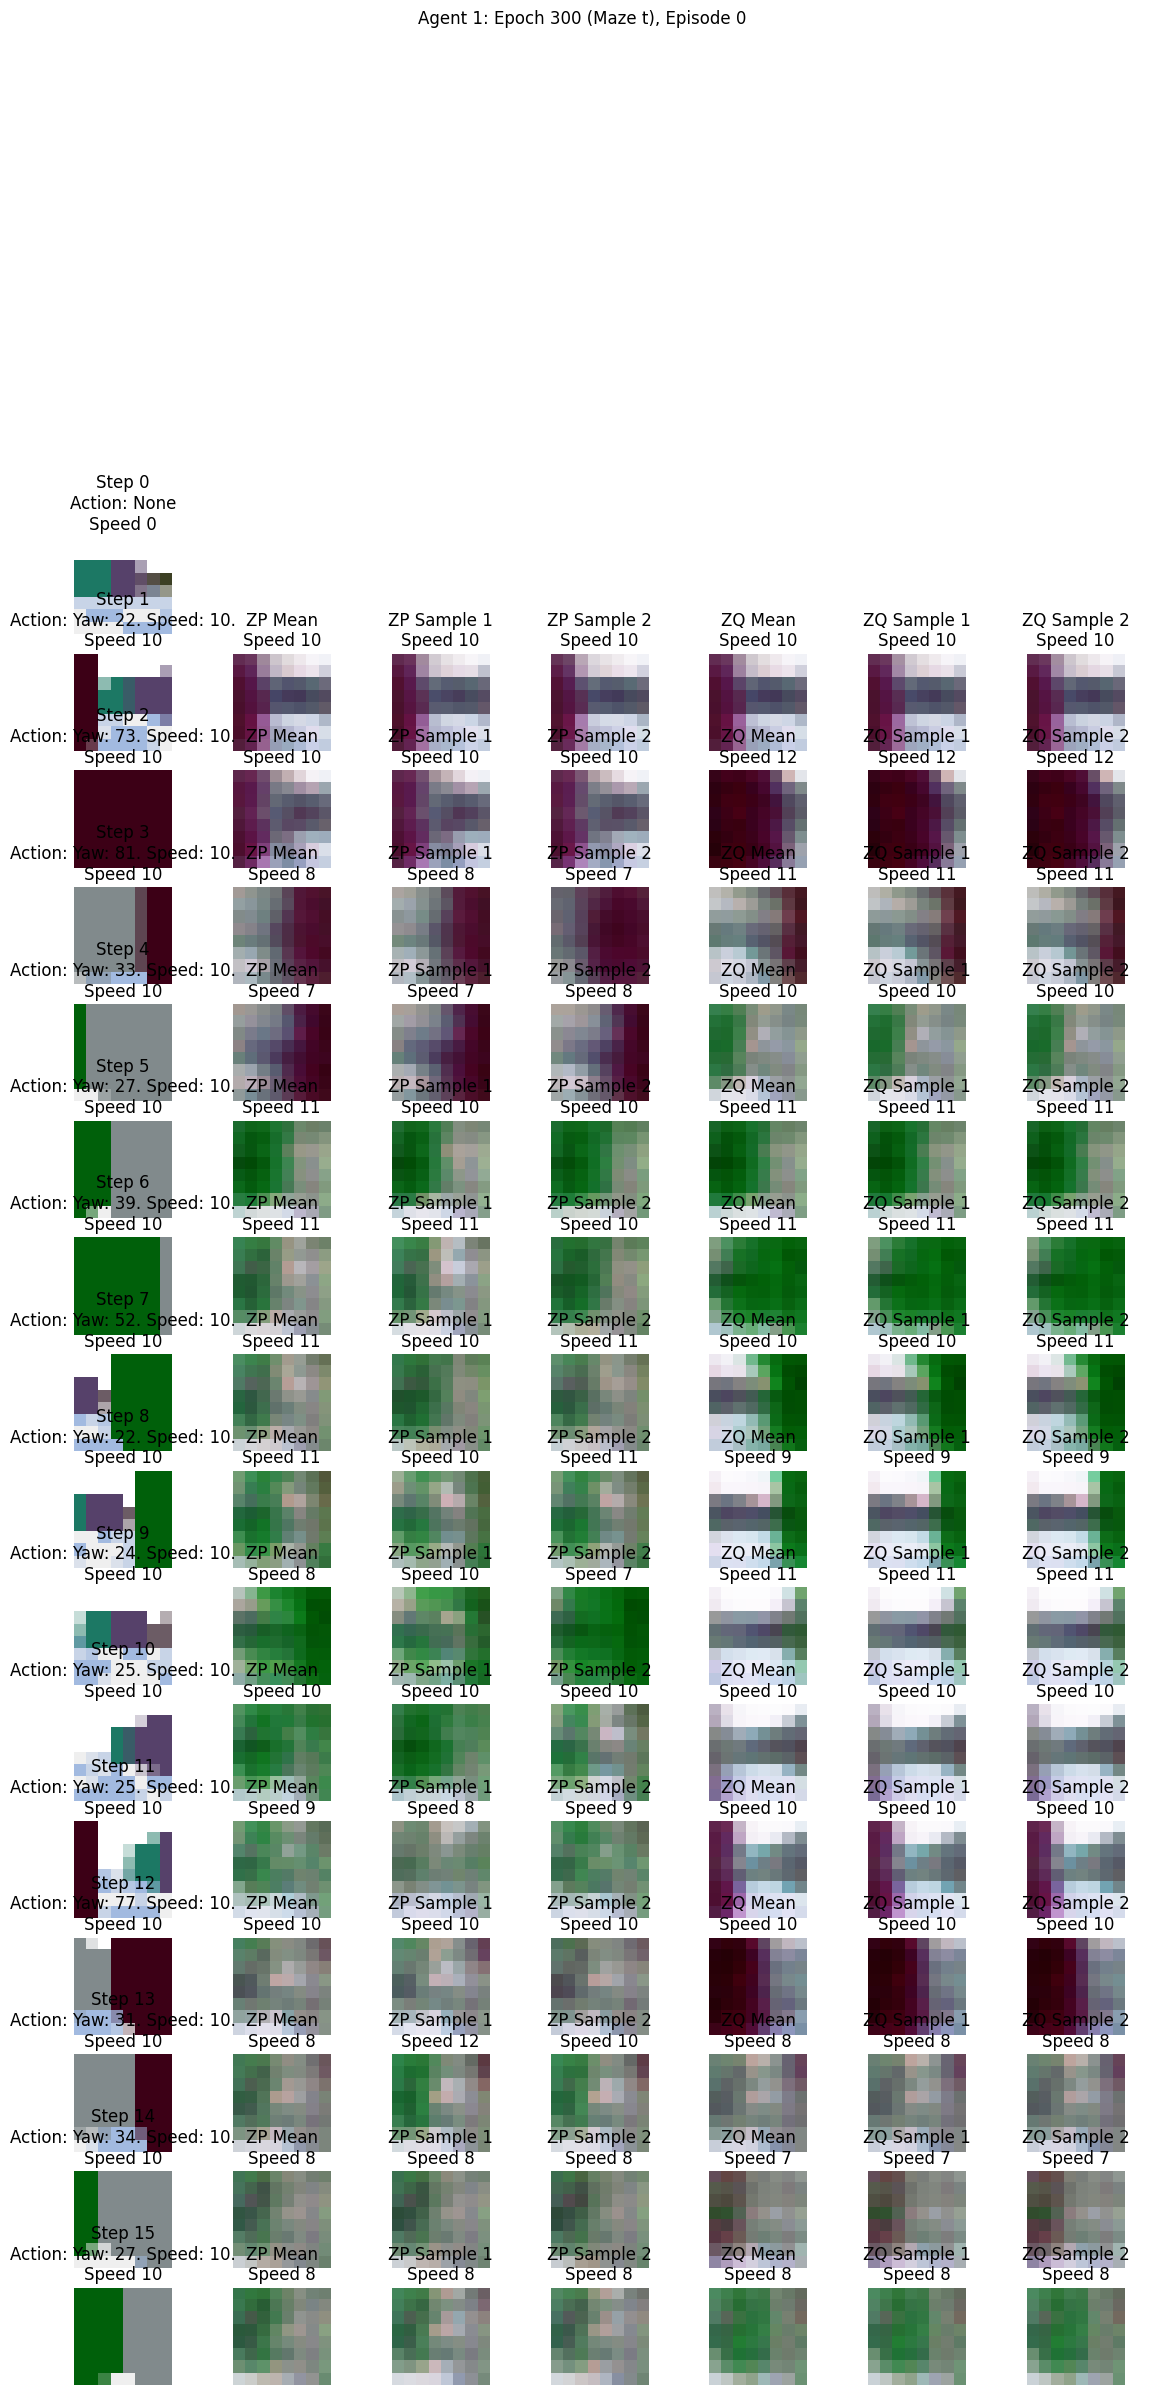 Agent 1: Epoch 300 (Maze t), Episode 0
Step 0
Action: None
Speed 0
Step 1
Action: Yaw: 22. Speed: 10. ZP Mean ZP Sample 1 ZP Sample 2 ZQ Mean ZQ Sample 1 ZQ Sample 2
Speed 10 Speed 10 Speed 10 Speed 10 Speed 10 Speed 10 Speed 10
Step 2
Action: Yaw: 73. Speed: 10. ZP Mean ZP Sample 1 ZP Sample 2 ZQ Mean ZQ Sample 1 ZQ Sample 2
Speed 10 Speed 10 Speed 10 Speed 10 Speed 12 Speed 12 Speed 12
Step 3
Action: Yaw: 81. Speed: 10. ZP Mean ZP Sample 1 ZP Sample 2 ZQ Mean ZQ Sample 1 ZQ Sample 2
Speed 10 Speed 8 Speed 8 Speed 7 Speed 11 Speed 11 Speed 11
Step 4
Action: Yaw: 33. Speed: 10. ZP Mean ZP Sample 1 ZP Sample 2 ZQ Mean ZQ Sample 1 ZQ Sample 2
Speed 10 Speed 7 Speed 7 Speed 8 Speed 10 Speed 10 Speed 10
Step 5
Action: Yaw: 27. Speed: 10. ZP Mean ZP Sample 1 ZP Sample 2 ZQ Mean ZQ Sample 1 ZQ Sample 2
Speed 10 Speed 11 Speed 10 Speed 10 Speed 11 Speed 11 Speed 11
Step 6
Action: Yaw: 39. Speed: 10. ZP Mean ZP Sample 1 ZP Sample 2 ZQ Mean ZQ Sample 1 ZQ Sample 2
Speed 10 Speed 11 Speed 11 Speed 10 Speed 11 Speed 11 Speed 11
Step 7
Action: Yaw: 52. Speed: 10. ZP Mean ZP Sample 1 ZP Sample 2 ZQ Mean ZQ Sample 1 ZQ Sample 2
Speed 10 Speed 11 Speed 10 Speed 11 Speed 10 Speed 10 Speed 11
Step 8
Action: Yaw: 22. Speed: 10. ZP Mean ZP Sample 1 ZP Sample 2 ZQ Mean ZQ Sample 1 ZQ Sample 2
Speed 10 Speed 11 Speed 10 Speed 11 Speed 9 Speed 9 Speed 9
Step 9
Action: Yaw: 24. Speed: 10. ZP Mean ZP Sample 1 ZP Sample 2 ZQ Mean ZQ Sample 1 ZQ Sample 2
Speed 10 Speed 8 Speed 10 Speed 7 Speed 11 Speed 11 Speed 11
Step 10
Action: Yaw: 25. Speed: 10. ZP Mean ZP Sample 1 ZP Sample 2 ZQ Mean ZQ Sample 1 ZQ Sample 2
Speed 10 Speed 10 Speed 10 Speed 10 Speed 10 Speed 10 Speed 10
Step 11
Action: Yaw: 25. Speed: 10. ZP Mean ZP Sample 1 ZP Sample 2 ZQ Mean ZQ Sample 1 ZQ Sample 2
Speed 10 Speed 9 Speed 8 Speed 9 Speed 10 Speed 10 Speed 10
Step 12
Action: Yaw: 77. Speed: 10. ZP Mean ZP Sample 1 ZP Sample 2 ZQ Mean ZQ Sample 1 ZQ Sample 2
Speed 10 Speed 10 Speed 10 Speed 10 Speed 10 Speed 10 Speed 10
Step 13
Action: Yaw: 31. Speed: 10. ZP Mean ZP Sample 1 ZP Sample 2 ZQ Mean ZQ Sample 1 ZQ Sample 2
Speed 10 Speed 8 Speed 12 Speed 10 Speed 8 Speed 8 Speed 8
Step 14
Action: Yaw: 34. Speed: 10. ZP Mean ZP Sample 1 ZP Sample 2 ZQ Mean ZQ Sample 1 ZQ Sample 2
Speed 10 Speed 8 Speed 8 Speed 8 Speed 7 Speed 7 Speed 7
Step 15
Action: Yaw: 27. Speed: 10. ZP Mean ZP Sample 1 ZP Sample 2 ZQ Mean ZQ Sample 1 ZQ Sample 2
Speed 10 Speed 8 Speed 8 Speed 8 Speed 8 Speed 8 Speed 8